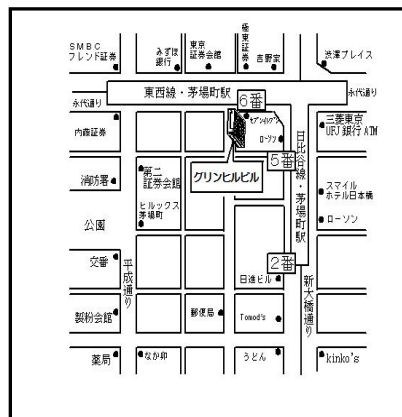 SMBC
フレンド証券
みずほ
銀行
東京
証券会館
極東証券
吉野家
渋澤プレイス
東西線・茅場町駅
永代通り
永代通り
6番
セブンイレブン
内藤証券
ローソン
三菱東京
UFJ銀行ATM
日比谷線・茅場町駅
5番
消防署
第二
証券会館
グリンヒルビル
スマイル
ホテル日本橋
ヒルックス
茅場町
ローソン
公園
交番
2番
平成通り
日進ビル
新大橋通り
製粉会館
郵便局
Tomod's
薬局
なか卯
うどん
kinko's